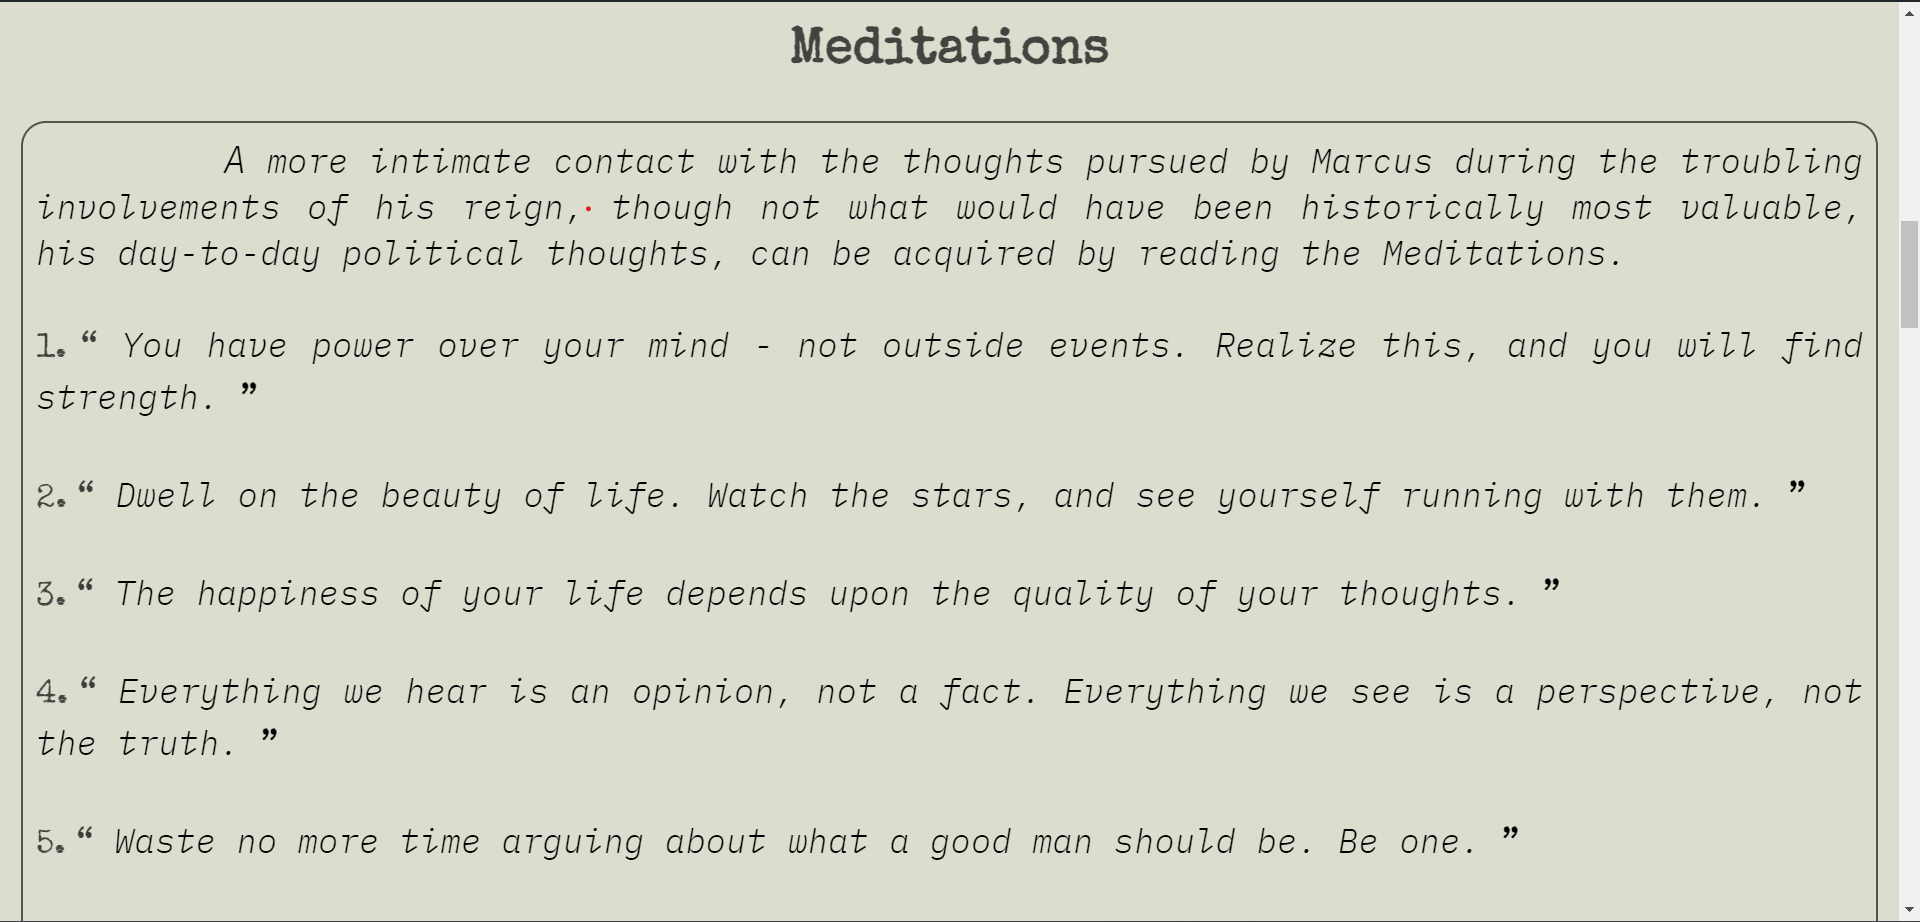 Meditations
A more intimate contact with the thoughts pursued by Marcus during the troubling
involvements of his reign, though not what would have been historically most valuable,
his day-to-day political thoughts, can be acquired by reading the Meditations.
1. “ You have power over your mind - not outside events. Realize this, and you will find
strength. ”
2. “ Dwell on the beauty of life. Watch the stars, and see yourself running with them. ”
3. “ The happiness of your life depends upon the quality of your thoughts. ”
4. “ Everything we hear is an opinion, not a fact. Everything we see is a perspective, not
the truth. ”
5. “ Waste no more time arguing about what a good man should be. Be one. ”